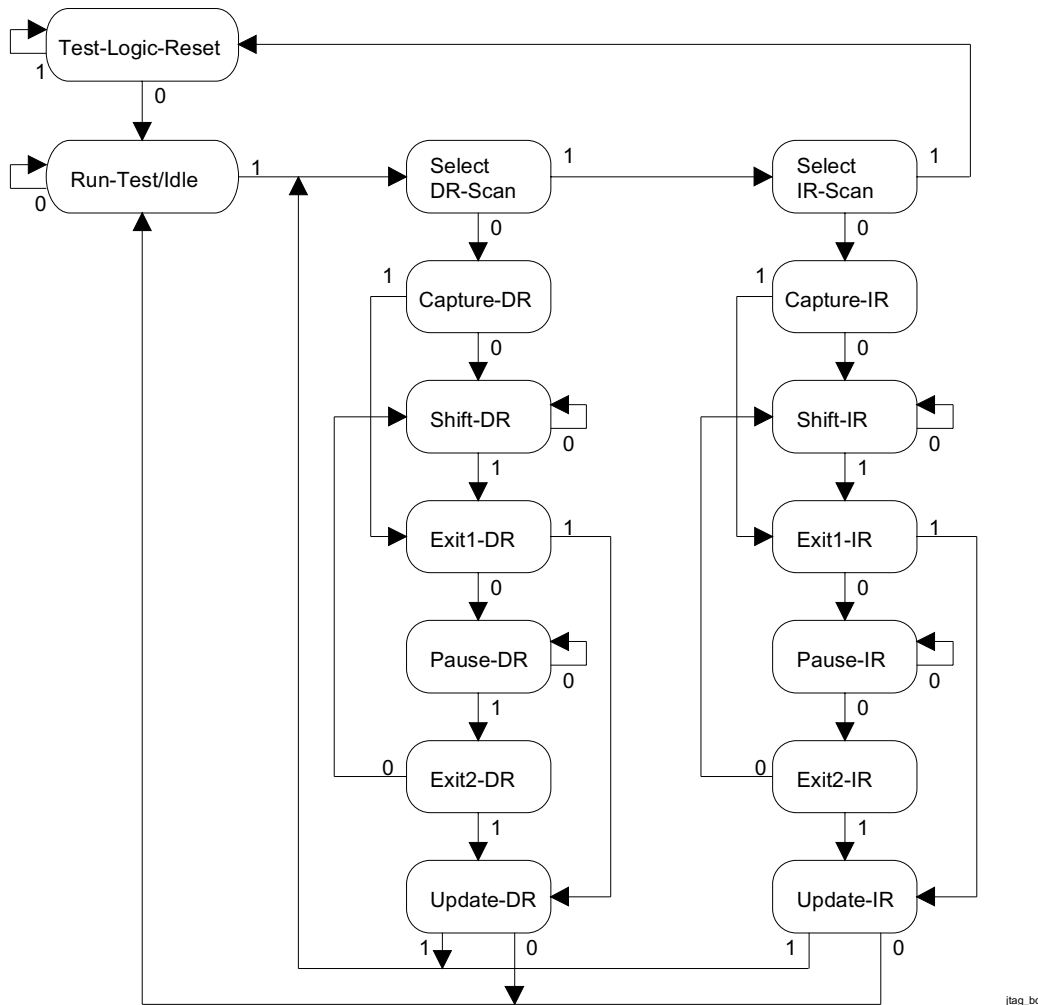 Test-Logic-Reset
1
0
Run-Test/Idle
0
1
Select
DR-Scan
1
Select
IR-Scan
1
0
0
1
Capture-DR
1
Capture-IR
0
0
Shift-DR
0
Shift-IR
0
1
1
Exit1-DR
1
Exit1-IR
1
0
0
Pause-DR
0
Pause-IR
0
1
0
0
Exit2-DR
0
Exit2-IR
1
1
Update-DR
Update-IR
1
0
1
0